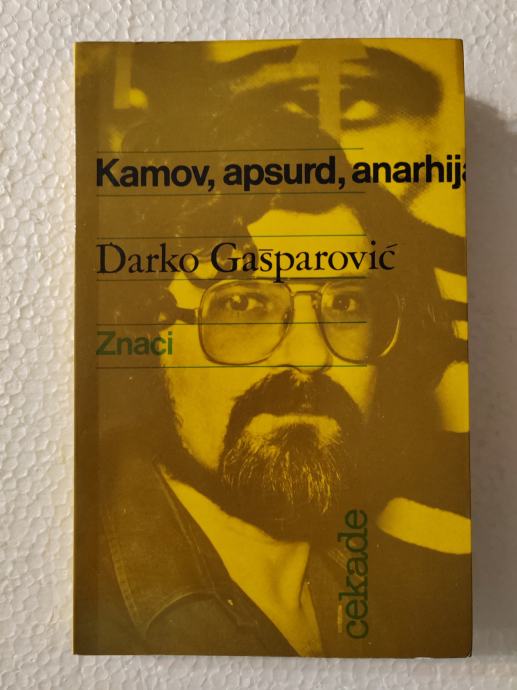 Kamov, apsurd, anarhija
Darko Gašparović
Znaci
cekade